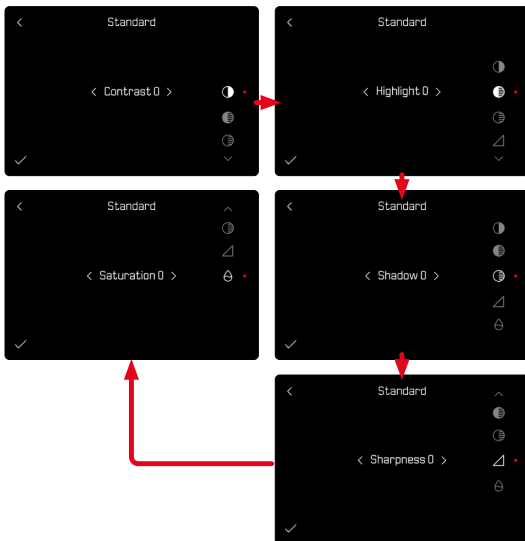 Standard
< Contrast 0 >
Standard
< Highlight 0 >
Standard
< Shadow 0 >
Standard
< Sharpness 0 >
Standard
< Saturation 0 >